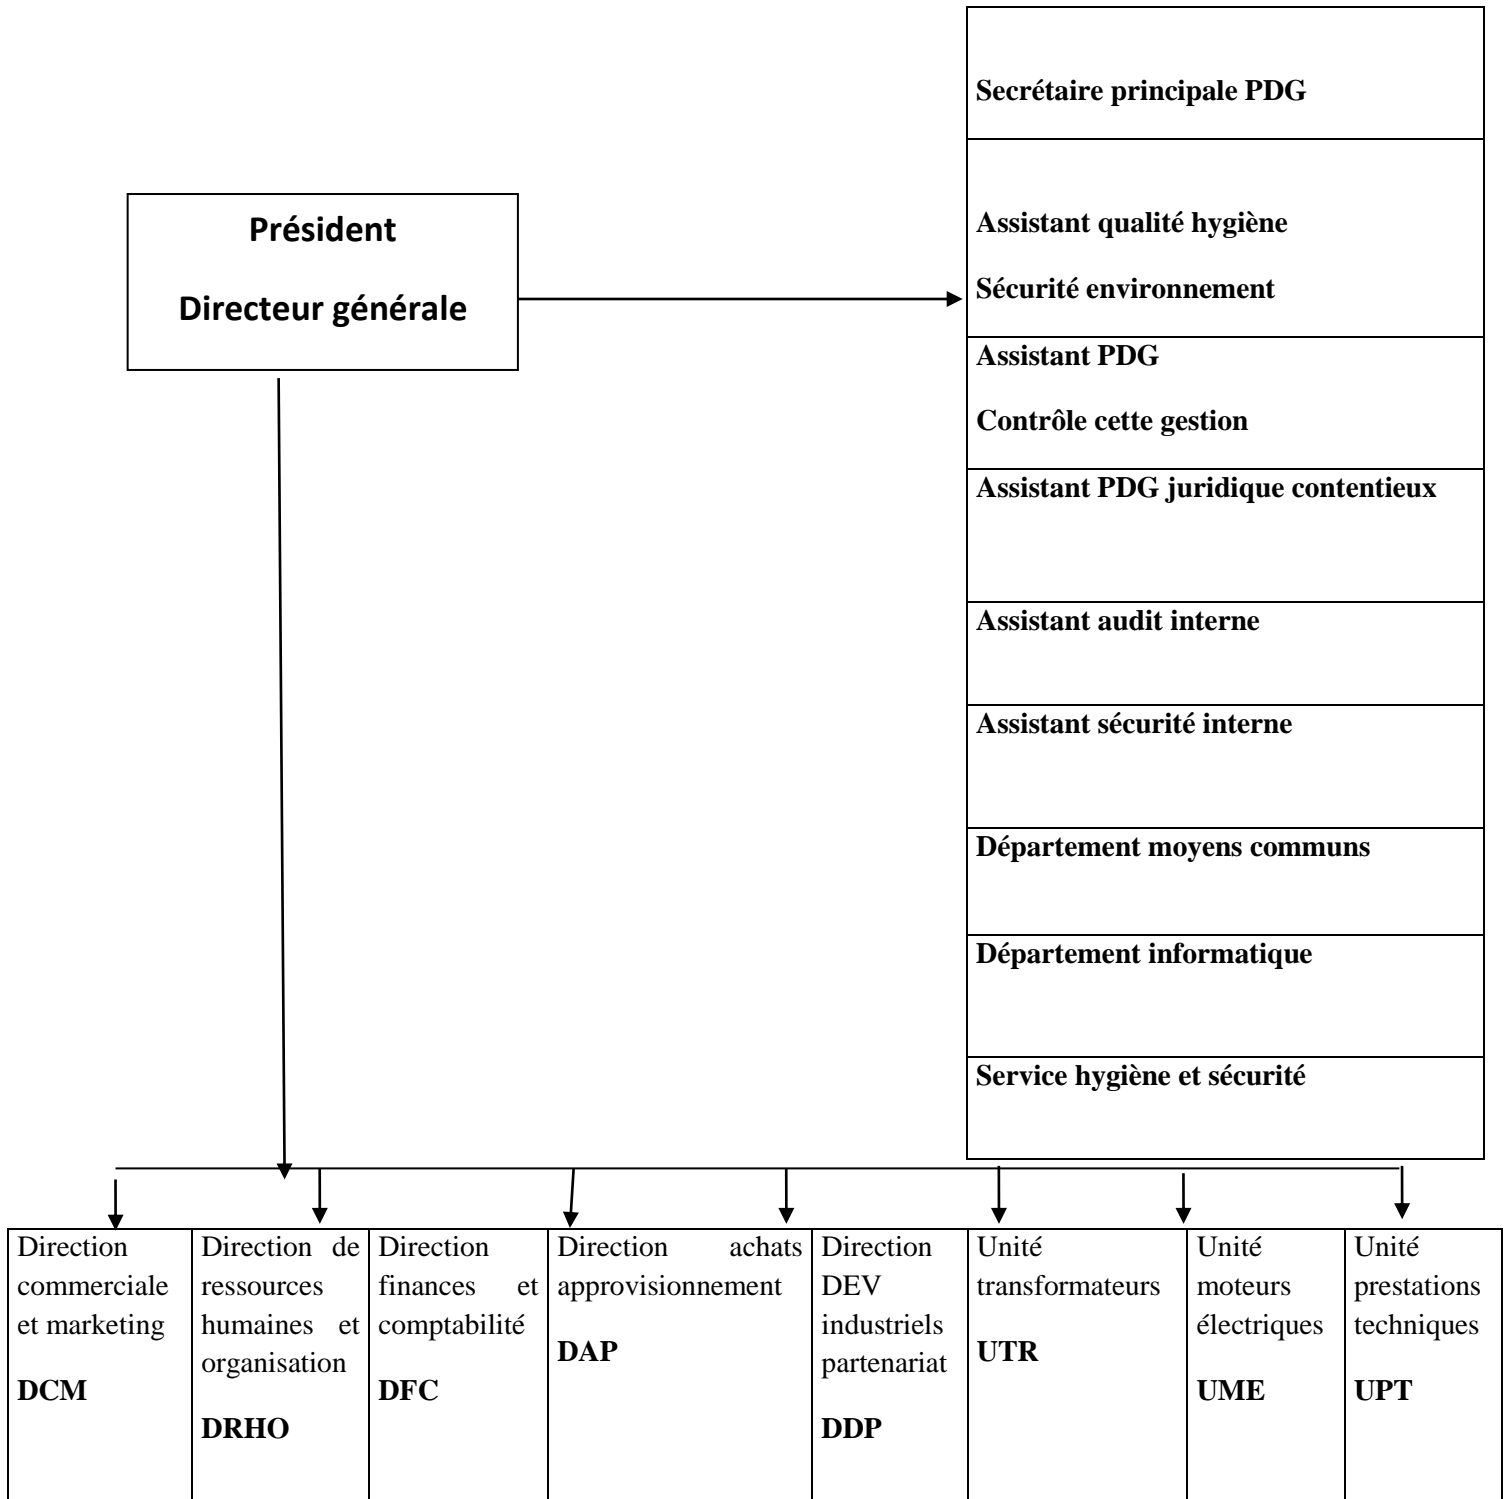 Secrétaire principale PDG
Président
Directeur générale
Assistant qualité hygiène
Sécurité environnement
Assistant PDG
Contrôle cette gestion
Assistant PDG juridique contentieux
Assistant audit interne
Assistant sécurité interne
Département moyens communs
Département informatique
Service hygiène et sécurité
Direction
commerciale
et marketing
DCM
Direction de
ressources
humaines et
organisation
DRHO
Direction
finances et
comptabilité
DFC
Direction achats
approvisionnement
DAP
Direction
DEV
industriels
partenariat
DDP
Unité
transformateurs
UTR
Unité
moteurs
électriques
UME
Unité
prestations
techniques
UPT